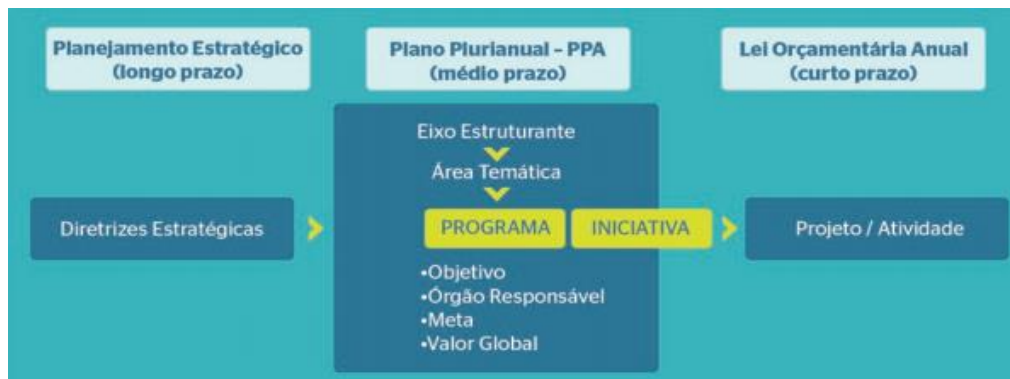 Planejamento Estratégico
(longo prazo)
Plano Plurianual - PPA
(médio prazo)
Lei Orçamentária Anual
(curto prazo)
Diretrizes Estratégicas
Eixo Estruturante
Área Temática
PROGRAMA
INICIATIVA
•Objetivo
•Órgão Responsável
•Meta
•Valor Global
Projeto / Atividade